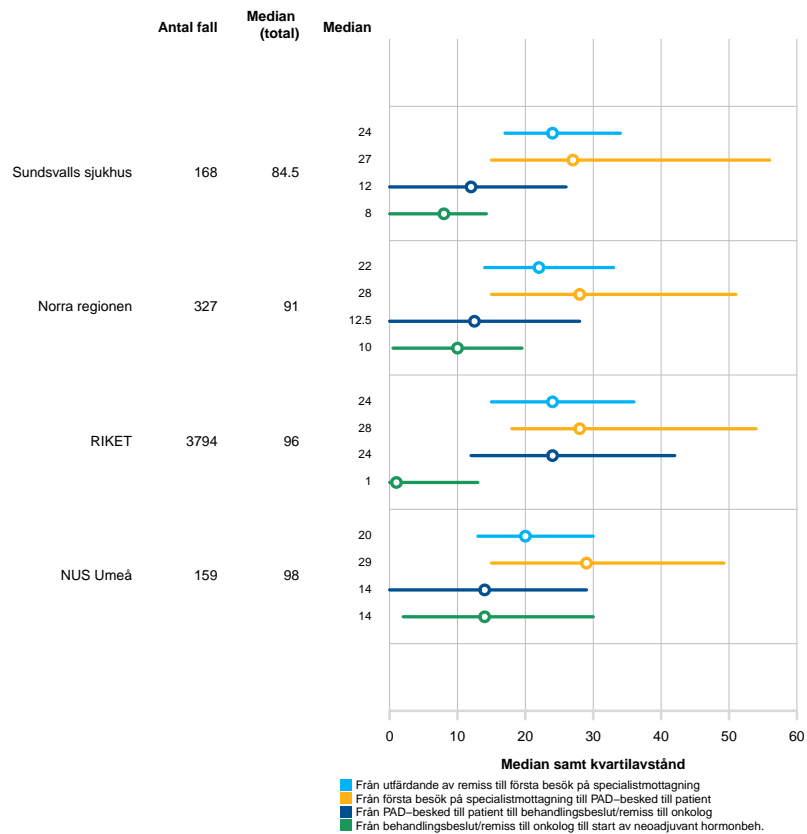 Antal fall Median (total) Median
24
27
Sundsvalls sjukhus 168 84.5
12
8
22
28
Norra regionen 327 91
12.5
10
24
28
RIKET 3794 96
24
1
20
29
NUS Umeå 159 98
14
14
0 10 20 30 40 50 60
Median samt kvartilavstånd
Från utfärdande av remiss till första besök på specialistmottagning
Från första besök på specialistmottagning till PAD−besked till patient
Från PAD−besked till patient till behandlingsbeslut/remiss till onkolog
Från behandlingsbeslut/remiss till onkolog till start av neoadjuvant hormonbeh.